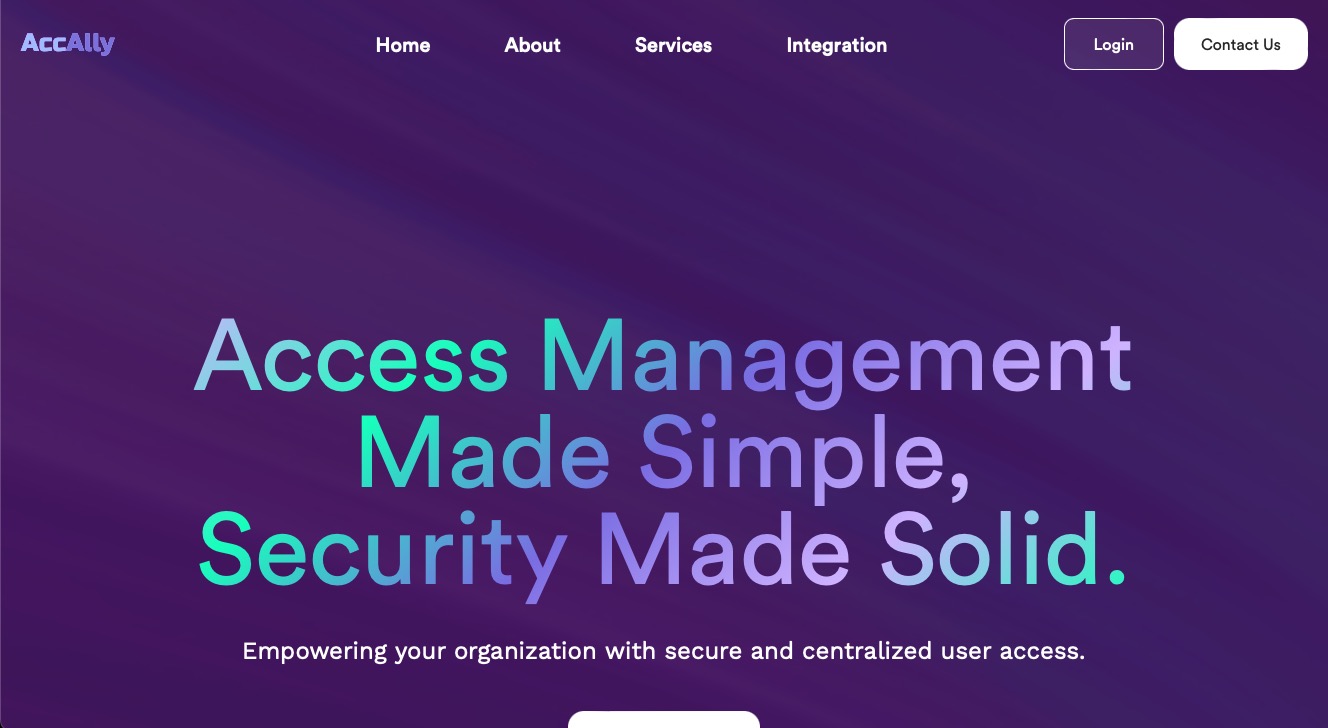 AccAlly
Home
About
Services
Integration
Login
Contact Us
Access Management
Made Simple,
Security Made Solid.
Empowering your organization with secure and centralized user access.